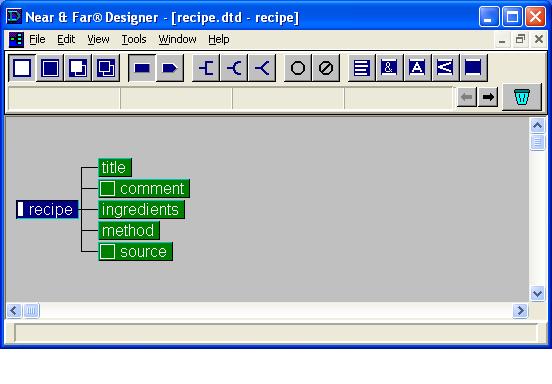 Near & Far® Designer - [recipe.dtd - recipe]
File Edit View Tools Window Help
& A
title
comment
recipe ingredients
method
source